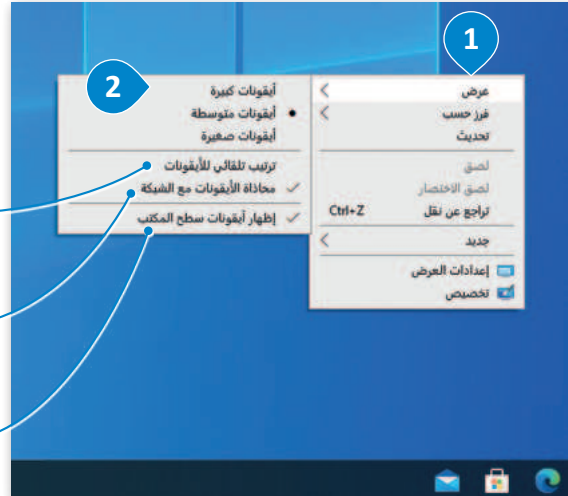 1
عرض
فرز حسب
تحديث
لصق
لصق الاختصار
تراجع عن نقل Ctrl+Z
جديد
إعدادات العرض
تخصيص
2
أيقونات كبيرة
أيقونات متوسطة
أيقونات صغيرة
ترتيب تلقائي للأيقونات
محاذاة الأيقونات مع الشبكة
إظهار أيقونات سطح المكتب